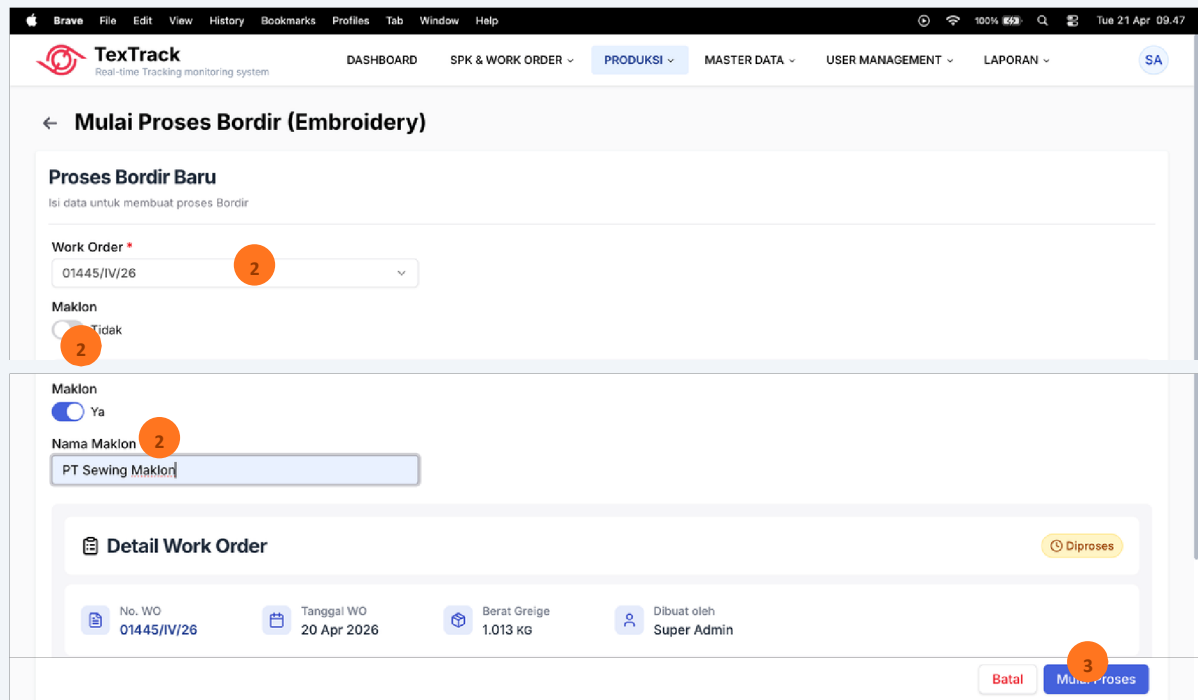 Brave File Edit View History Bookmarks Profiles Tab Window Help 100% Tue 21 Apr 09.47
TexTrack
Real-time Tracking monitoring system
DASHBOARD SPK & WORK ORDER PRODUKSI MASTER DATA USER MANAGEMENT LAPORAN SA
Mulai Proses Bordir (Embroidery)
Proses Bordir Baru
Isi data untuk membuat proses Bordir
Work Order *
01445/IV/26
2
Maklon
Tidak
2
Maklon
Ya
Nama Maklon
2
PT Sewing Maklon
Detail Work Order
Diproses
No. WO
01445/IV/26
Tanggal WO
20 Apr 2026
Berat Greige
1.013 KG
Dibuat oleh
Super Admin
3
Batal
Mulai Proses